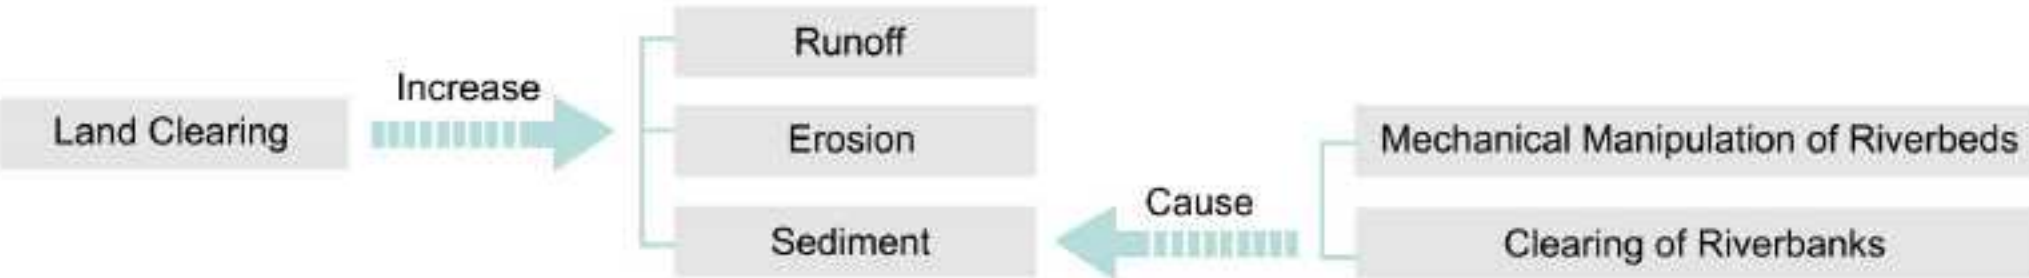 Land Clearing
Increase
Runoff
Erosion
Sediment
Cause
Mechanical Manipulation of Riverbeds
Clearing of Riverbanks